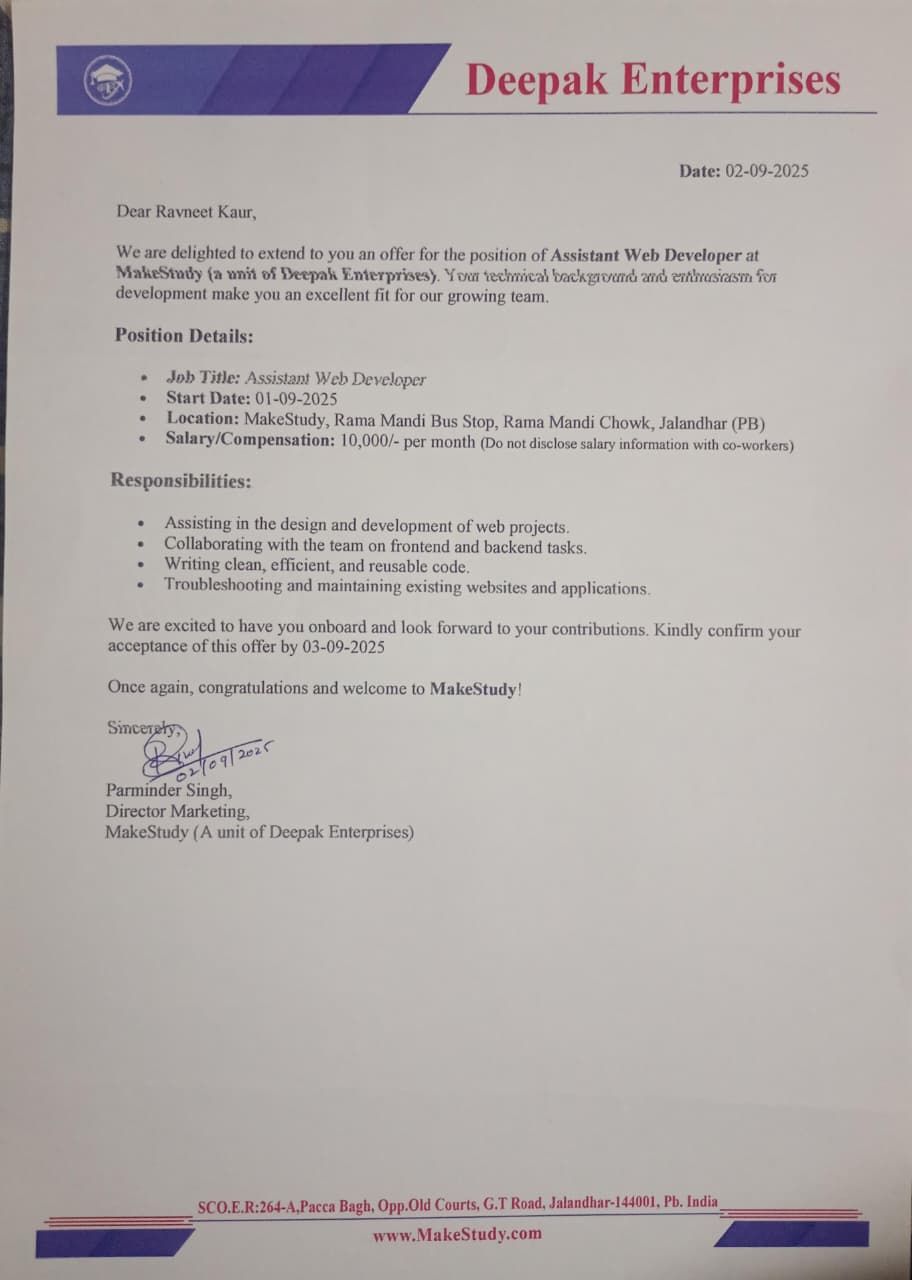 Deepak Enterprises
Date: 02-09-2025
Dear Ravneet Kaur,
We are delighted to extend to you an offer for the position of Assistant Web Developer at
MakeStudy (a unit of Deepak Enterprises). Your technical background and enthusiasm for
development make you an excellent fit for our growing team.
Position Details:
• Job Title: Assistant Web Developer
• Start Date: 01-09-2025
• Location: MakeStudy, Rama Mandi Bus Stop, Rama Mandi Chowk, Jalandhar (PB)
• Salary/Compensation: 10,000/- per month (Do not disclose salary information with co-workers)
Responsibilities:
• Assisting in the design and development of web projects.
• Collaborating with the team on frontend and backend tasks.
• Writing clean, efficient, and reusable code.
• Troubleshooting and maintaining existing websites and applications.
We are excited to have you onboard and look forward to your contributions. Kindly confirm your
acceptance of this offer by 03-09-2025
Once again, congratulations and welcome to MakeStudy!
Sincerely,
02/09/2025
Parminder Singh,
Director Marketing,
MakeStudy (A unit of Deepak Enterprises)
SCO.E.R:264-A,Pacca Bagh, Opp.Old Courts, G.T Road, Jalandhar-144001, Pb. India
www.MakeStudy.com